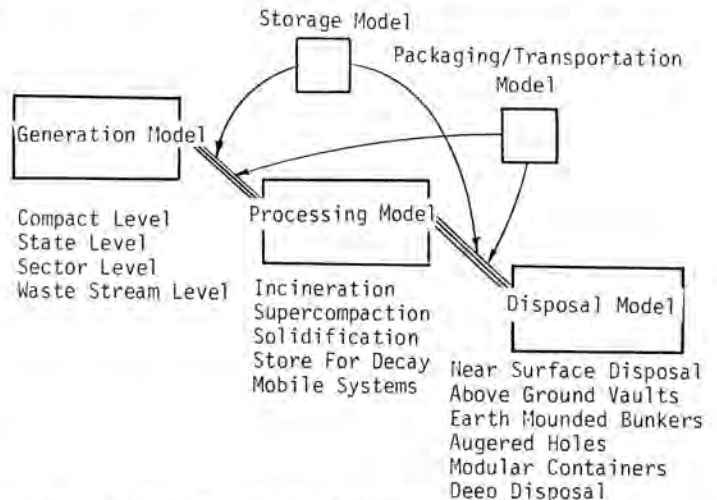 Storage Model
Packaging/Transportation
Model
Generation Model
Compact Level
State Level
Sector Level
Waste Stream Level
Processing Model
Incineration
Supercompaction
Solidification
Store For Decay
Mobile Systems
Disposal Model
Near Surface Disposal
Above Ground Vaults
Earth Mounded Bunkers
Augered Holes
Modular Containers
Deep Disposal